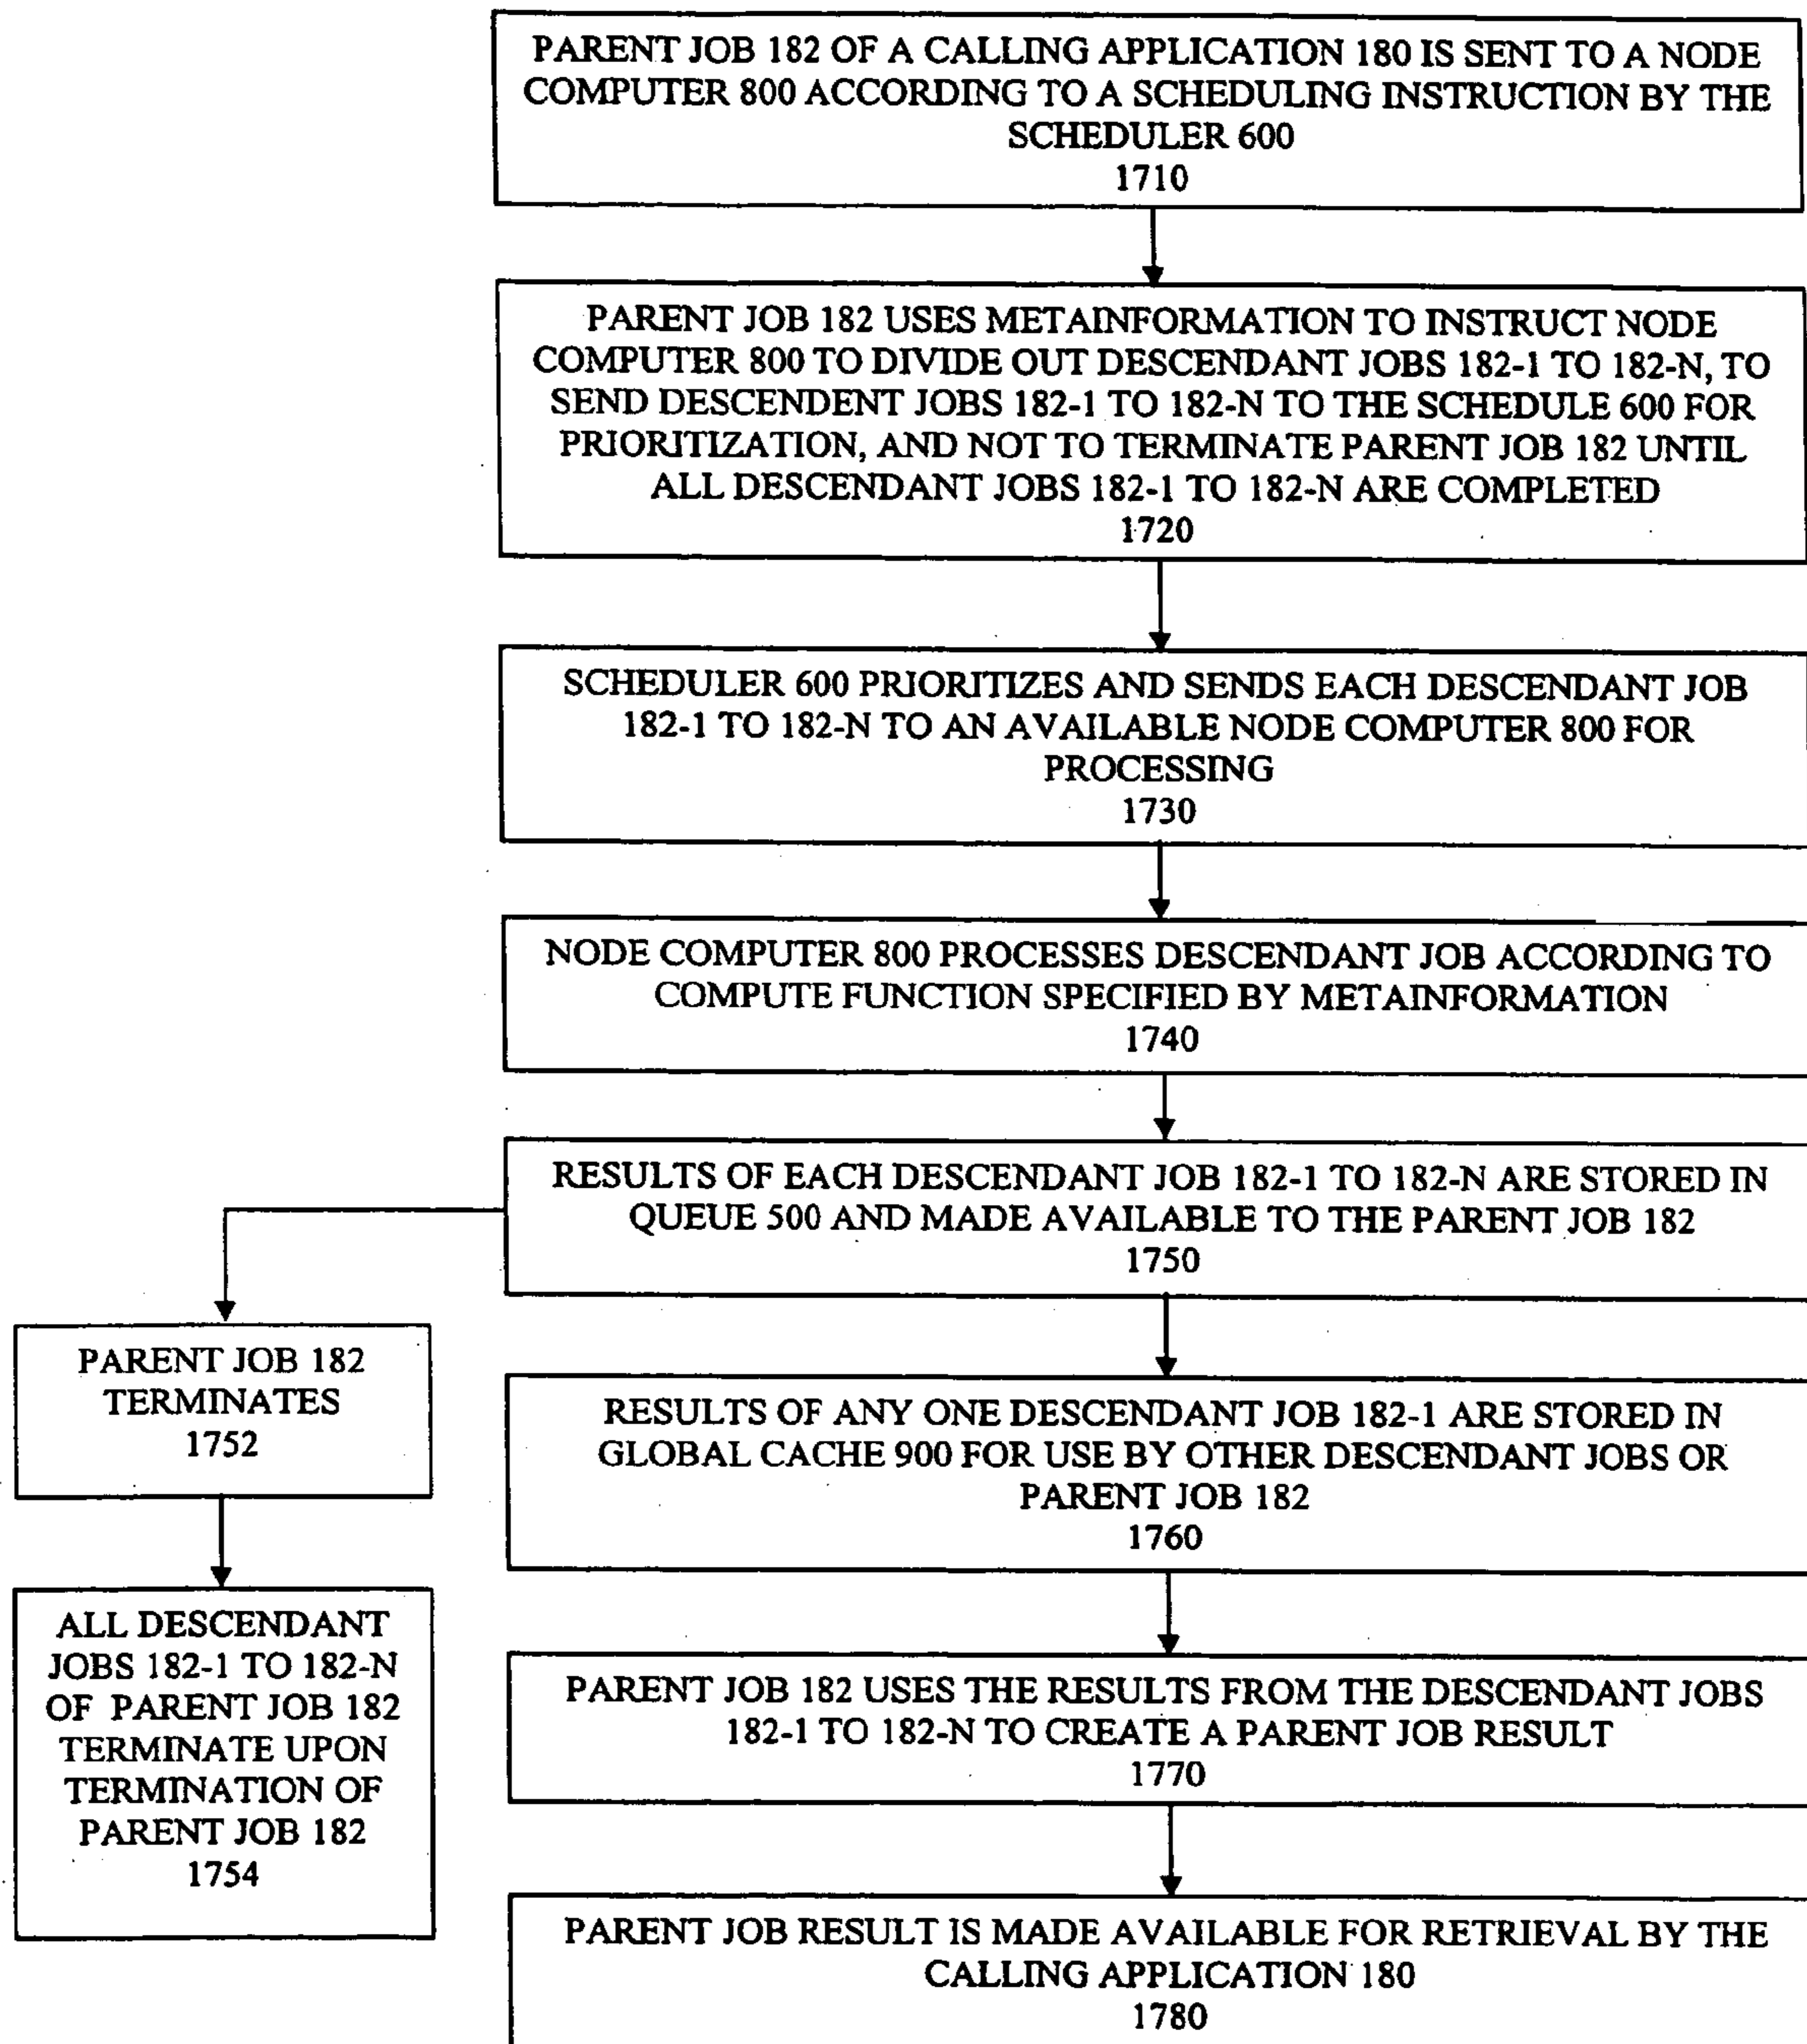 PARENT JOB 182 OF A CALLING APPLICATION 180 IS SENT TO A NODE
COMPUTER 800 ACCORDING TO A SCHEDULING INSTRUCTION BY THE
SCHEDULER 600
1710
PARENT JOB 182 USES METAINFORMATION TO INSTRUCT NODE
COMPUTER 800 TO DIVIDE OUT DESCENDANT JOBS 182-1 TO 182-N, TO
SEND DESCENDENT JOBS 182-1 TO 182-N TO THE SCHEDULE 600 FOR
PRIORITIZATION, AND NOT TO TERMINATE PARENT JOB 182 UNTIL
ALL DESCENDANT JOBS 182-1 TO 182-N ARE COMPLETED
1720
SCHEDULER 600 PRIORITIZES AND SENDS EACH DESCENDANT JOB
182-1 TO 182-N TO AN AVAILABLE NODE COMPUTER 800 FOR
PROCESSING
1730
NODE COMPUTER 800 PROCESSES DESCENDANT JOB ACCORDING TO
COMPUTE FUNCTION SPECIFIED BY METAINFORMATION
1740
RESULTS OF EACH DESCENDANT JOB 182-1 TO 182-N ARE STORED IN
QUEUE 500 AND MADE AVAILABLE TO THE PARENT JOB 182
1750
PARENT JOB 182
TERMINATES
1752
ALL DESCENDANT
JOBS 182-1 TO 182-N
OF PARENT JOB 182
TERMINATE UPON
TERMINATION OF
PARENT JOB 182
1754
RESULTS OF ANY ONE DESCENDANT JOB 182-1 ARE STORED IN
GLOBAL CACHE 900 FOR USE BY OTHER DESCENDANT JOBS OR
PARENT JOB 182
1760
PARENT JOB 182 USES THE RESULTS FROM THE DESCENDANT JOBS
182-1 TO 182-N TO CREATE A PARENT JOB RESULT
1770
PARENT JOB RESULT IS MADE AVAILABLE FOR RETRIEVAL BY THE
CALLING APPLICATION 180
1780